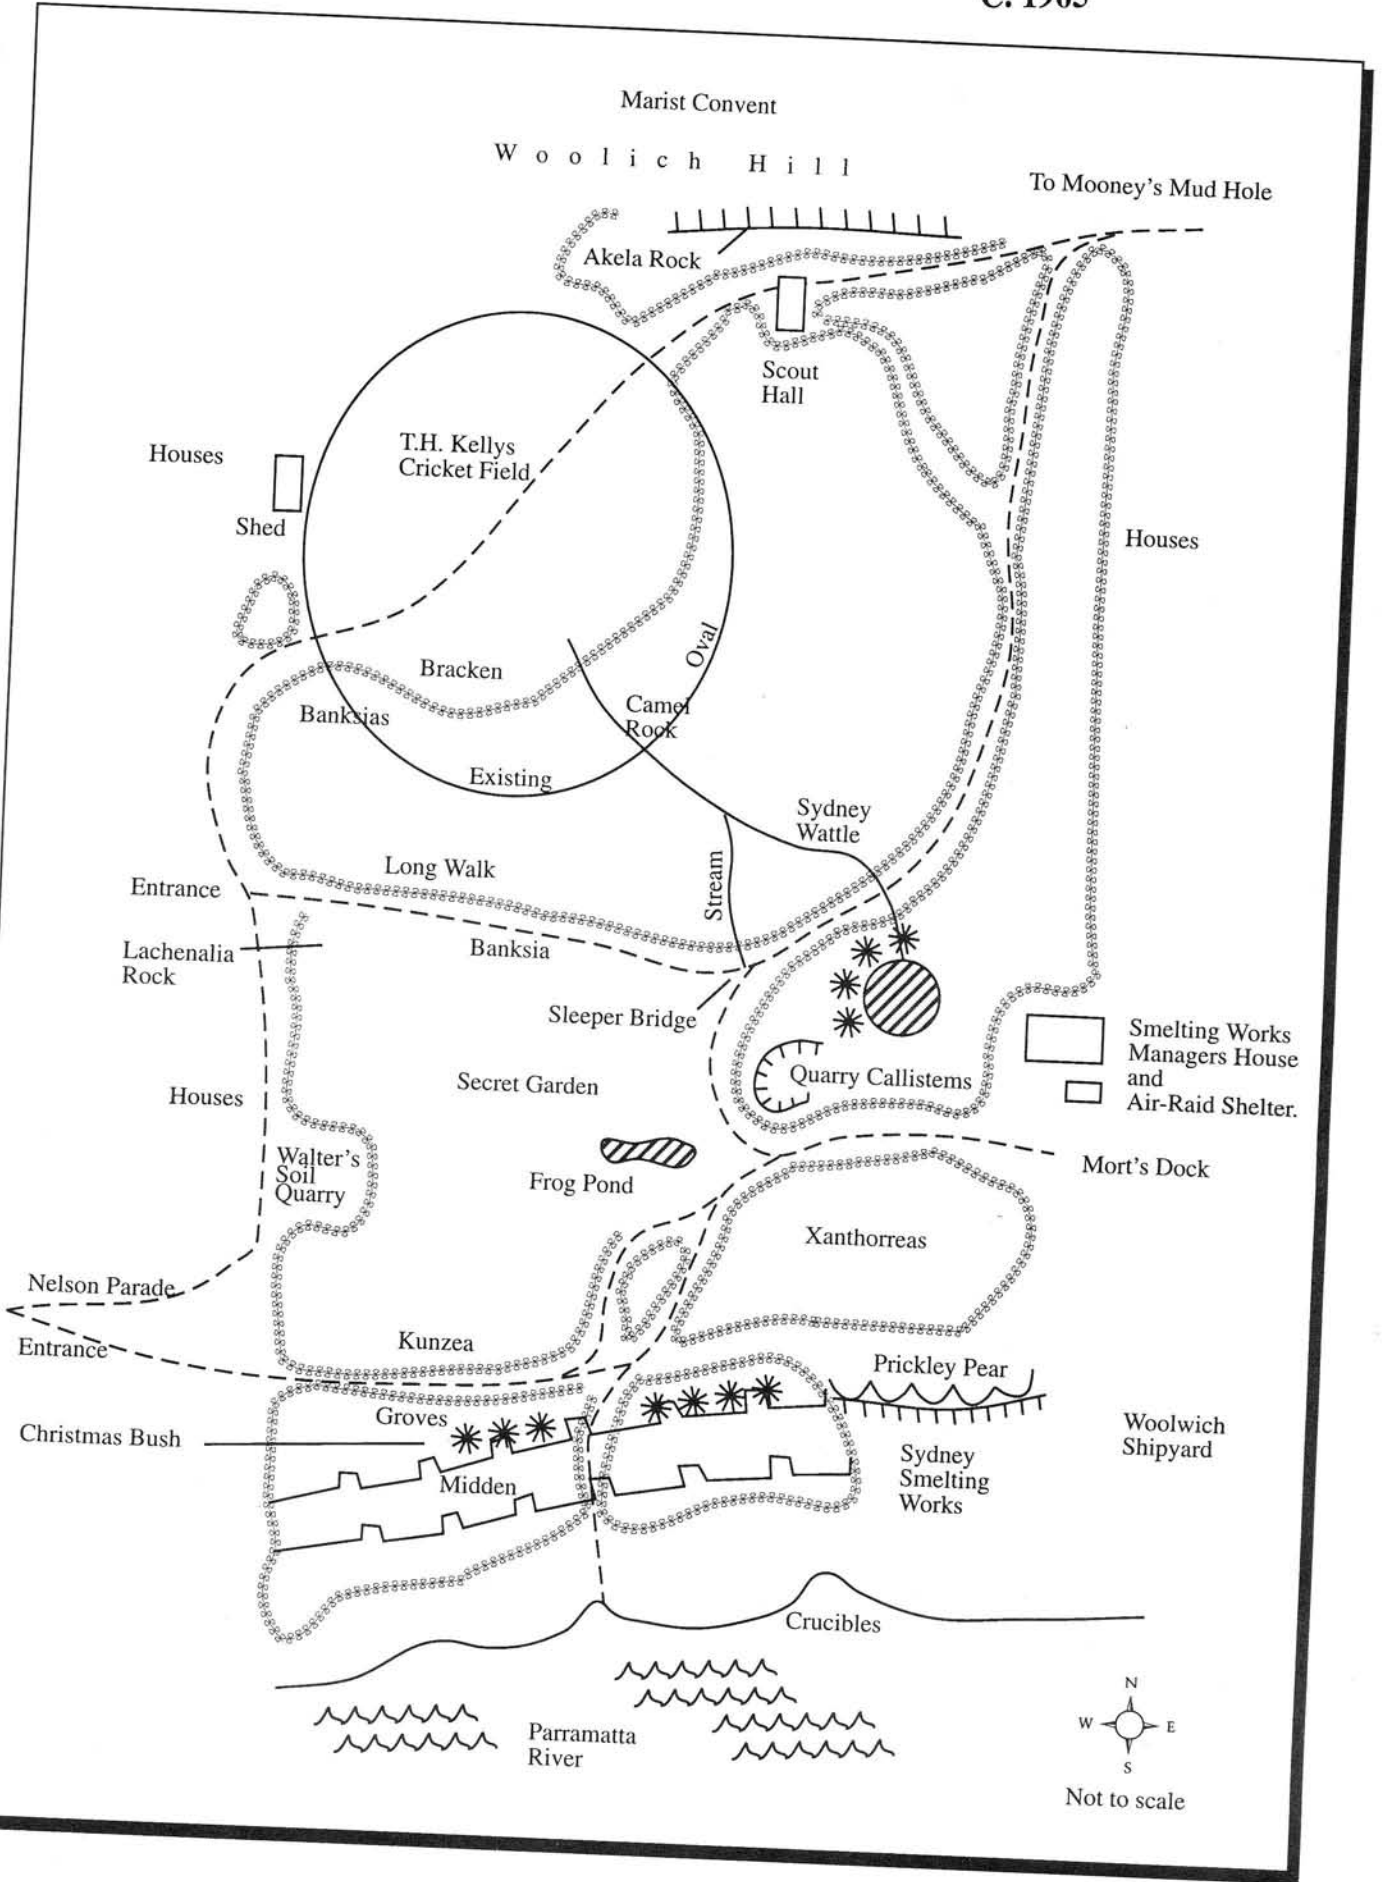 C. 1965
Marist Convent
Woolich Hill
To Mooney's Mud Hole
Akela Rock
Scout
Hall
T.H. Kellys
Cricket Field
Houses
Shed
Houses
Oval
Bracken
Banksias
Camel
Rock
Existing
Sydney
Wattle
Long Walk
Stream
Entrance
Lachenalia
Rock
Banksia
Sleeper Bridge
Smelting Works
Managers House
and
Air-Raid Shelter.
Quarry Callistems
Secret Garden
Houses
Walter's
Soil
Quarry
Frog Pond
Mort's Dock
Xanthorreas
Nelson Parade
Entrance
Kunzea
Prickley Pear
Groves
Christmas Bush
Woolwich
Shipyard
Midden
Sydney
Smelting
Works
Crucibles
Parramatta
River
N
W
E
S
Not to scale